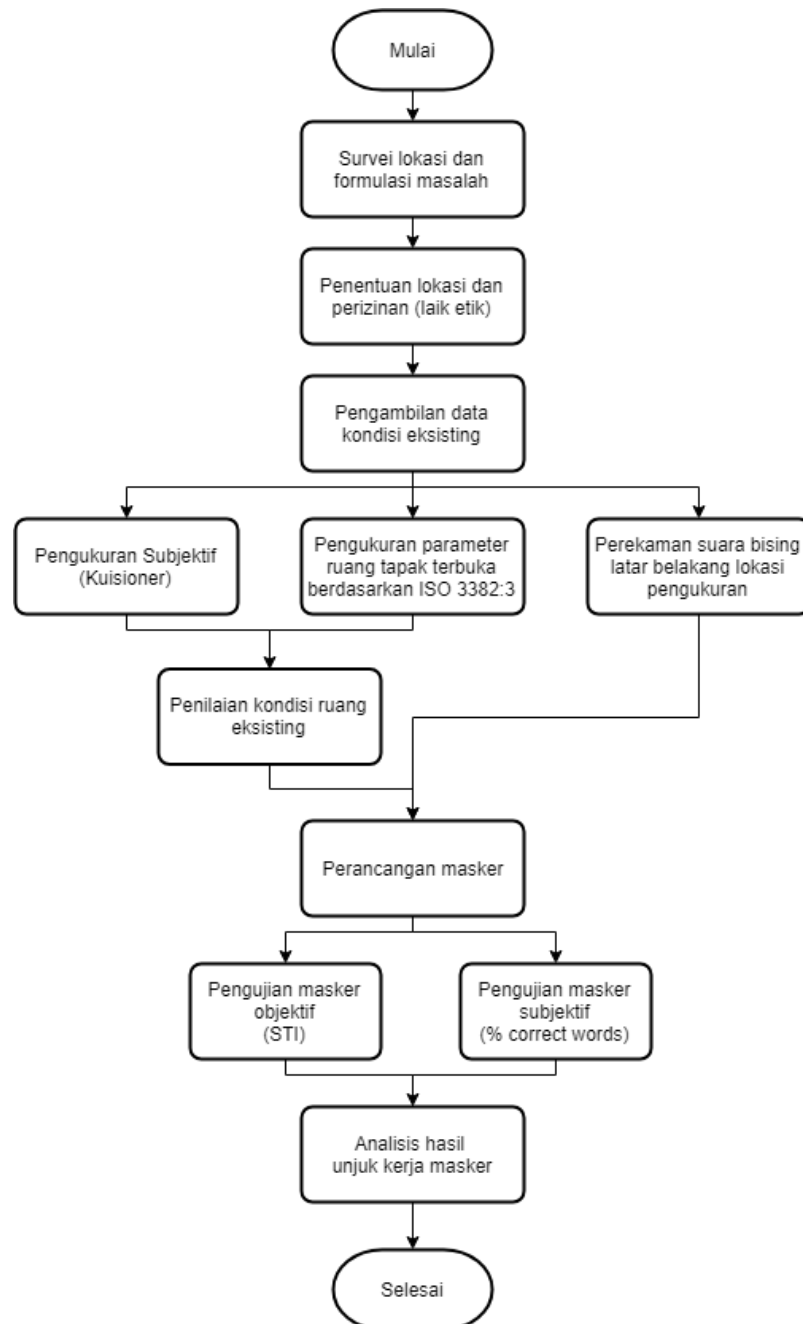 Mulai
Survei lokasi dan
formulasi masalah
Penentuan lokasi dan
perizinan (laik etik)
Pengambilan data
kondisi eksisting
Pengukuran Subjektif
(Kuisioner)
Pengukuran parameter
ruang tapak terbuka
berdasarkan ISO 3382:3
Perekaman suara bising
latar belakang lokasi
pengukuran
Penilaian kondisi ruang
eksisting
Perancangan masker
Pengujian masker
objektif
(STI)
Pengujian masker
subjektif
(% correct words)
Analisis hasil
unjuk kerja masker
Selesai